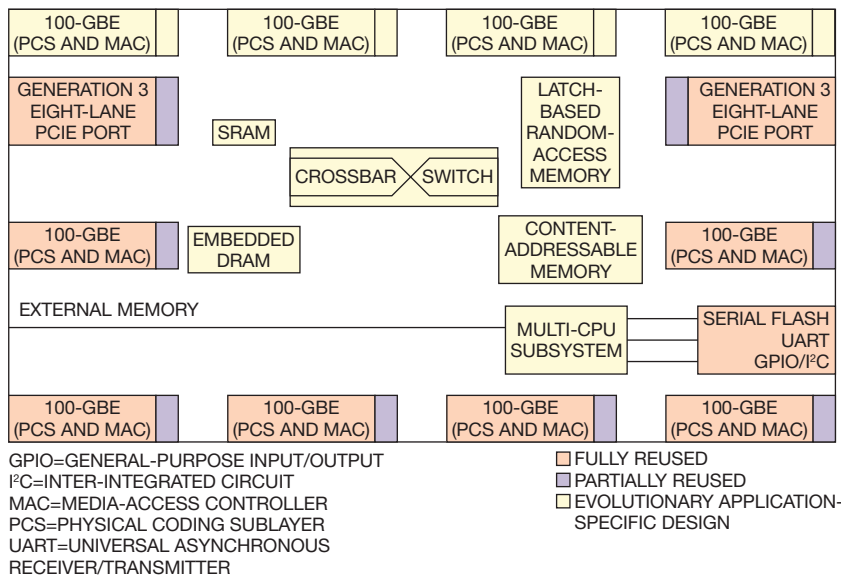 100-GBE
(PCS AND MAC)
100-GBE
(PCS AND MAC)
100-GBE
(PCS AND MAC)
100-GBE
(PCS AND MAC)
GENERATION 3
EIGHT-LANE
PCIE PORT
SRAM
LATCH-
BASED
RANDOM-
ACCESS
MEMORY
GENERATION 3
EIGHT-LANE
PCIE PORT
CROSSBAR SWITCH
100-GBE
(PCS AND MAC)
EMBEDDED
DRAM
CONTENT-
ADDRESSABLE
MEMORY
100-GBE
(PCS AND MAC)
EXTERNAL MEMORY
MULTI-CPU
SUBSYSTEM
SERIAL FLASH
UART
GPIO/I²C
100-GBE
(PCS AND MAC)
100-GBE
(PCS AND MAC)
100-GBE
(PCS AND MAC)
100-GBE
(PCS AND MAC)
GPIO=GENERAL-PURPOSE INPUT/OUTPUT
I²C=INTER-INTEGRATED CIRCUIT
MAC=MEDIA-ACCESS CONTROLLER
PCS=PHYSICAL CODING SUBLAYER
UART=UNIVERSAL ASYNCHRONOUS
RECEIVER/TRANSMITTER
FULLY REUSED
PARTIALLY REUSED
EVOLUTIONARY APPLICATION-
SPECIFIC DESIGN